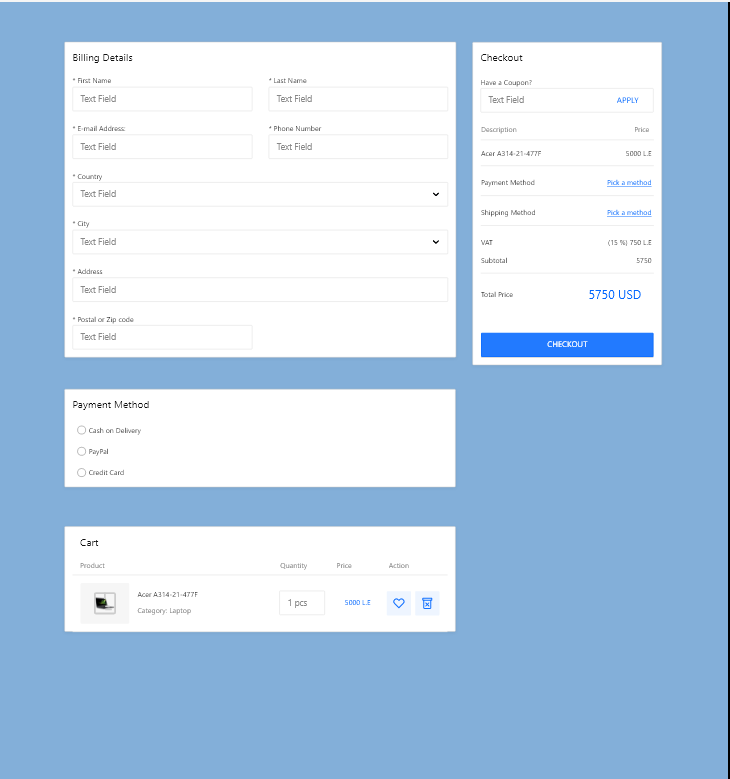 Billing Details
* First Name
* Last Name
Text Field
Text Field
* E-mail Address:
* Phone Number
Text Field
Text Field
* Country
Text Field
* City
Text Field
* Address
Text Field
* Postal or Zip code
Text Field
Checkout
Have a Coupon?
Text Field APPLY
Description Price
Acer A314-21-477F 5000 L.E
Payment Method Pick a method
Shipping Method Pick a method
VAT (15 %) 750 L.E
Subtotal 5750
Total Price 5750 USD
CHECKOUT
Payment Method
Cash on Delivery
PayPal
Credit Card
Cart
Product Quantity Price Action
Acer A314-21-477F
Category: Laptop
1 pcs
5000 L.E